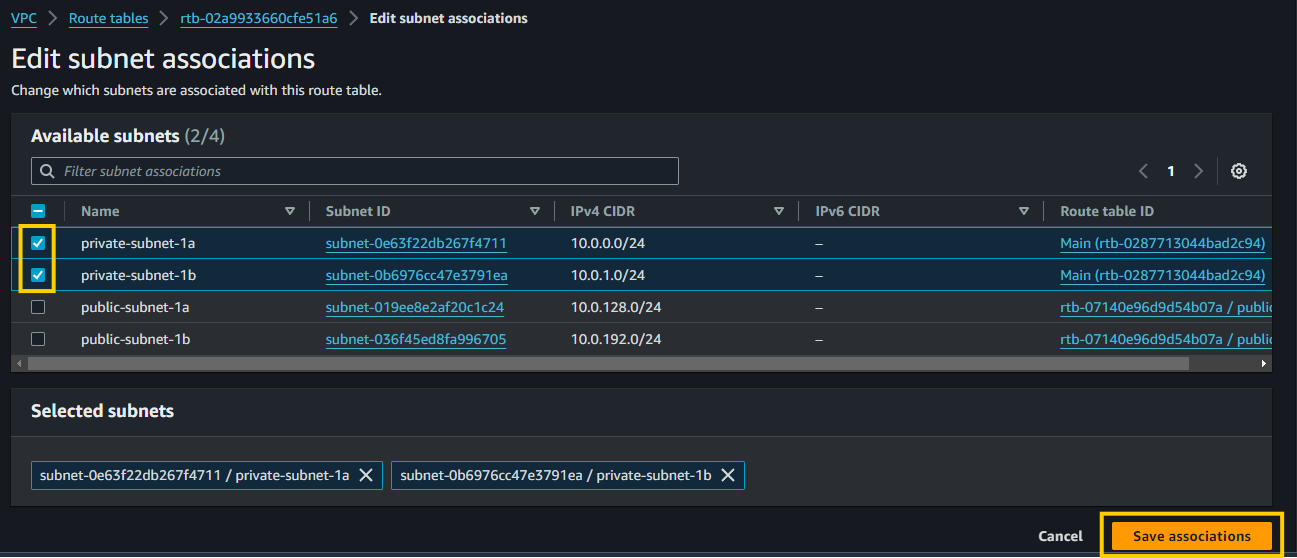 VPC > Route tables > rtb-02a9933660cfe51a6 > Edit subnet associations
Edit subnet associations
Change which subnets are associated with this route table.
Available subnets (2/4)
Filter subnet associations
1
Name Subnet ID IPv4 CIDR IPv6 CIDR Route table ID
private-subnet-1a subnet-0e63f22db267f4711 10.0.0.0/24 – Main (rtb-0287713044bad2c94)
private-subnet-1b subnet-0b6976cc47e3791ea 10.0.1.0/24 – Main (rtb-0287713044bad2c94)
public-subnet-1a subnet-019ee8e2af20c1c24 10.0.128.0/24 – rtb-07140e96d9d54b07a / public
public-subnet-1b subnet-036f45ed8fa996705 10.0.192.0/24 – rtb-07140e96d9d54b07a / public
Selected subnets
subnet-0e63f22db267f4711 / private-subnet-1a subnet-0b6976cc47e3791ea / private-subnet-1b
Cancel Save associations